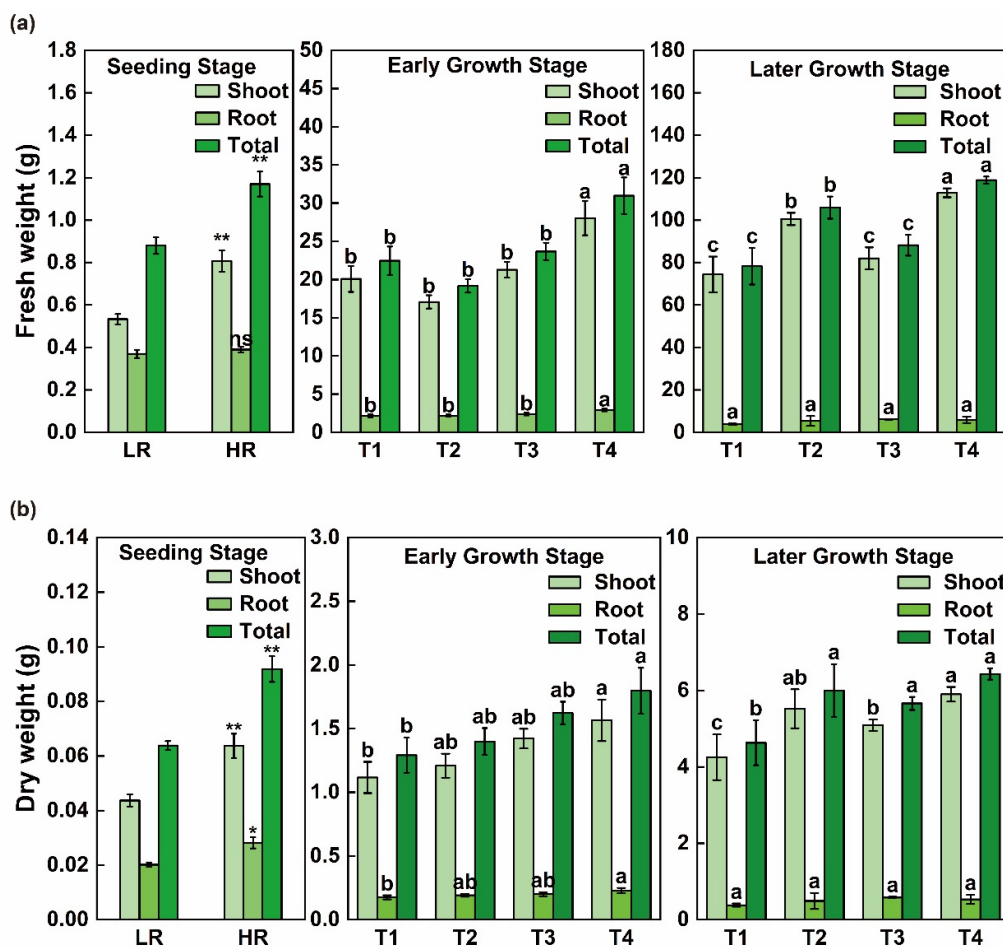 (a)
Fresh weight (g)
1.8
1.6
1.4
1.2
1.0
0.8
0.6
0.4
0.2
0.0
Seeding Stage
Shoot
Root
Total
**
**
ns
LR HR
50
45
40
35
30
25
20
15
10
5
0
Early Growth Stage
Shoot
Root
Total
b b b b b b a a
b b b a
T1 T2 T3 T4
180
160
140
120
100
80
60
40
20
0
Later Growth Stage
Shoot
Root
Total
c c b b c c a a
a a a a
T1 T2 T3 T4
(b)
Dry weight (g)
0.14
0.12
0.10
0.08
0.06
0.04
0.02
0.00
Seeding Stage
Shoot
Root
Total
**
**
*
LR HR
3.0
2.5
2.0
1.5
1.0
0.5
0.0
Early Growth Stage
Shoot
Root
Total
b b ab ab ab ab a a
b ab ab a
T1 T2 T3 T4
10
8
6
4
2
0
Later Growth Stage
Shoot
Root
Total
c b ab a b a a a
a a a a
T1 T2 T3 T4